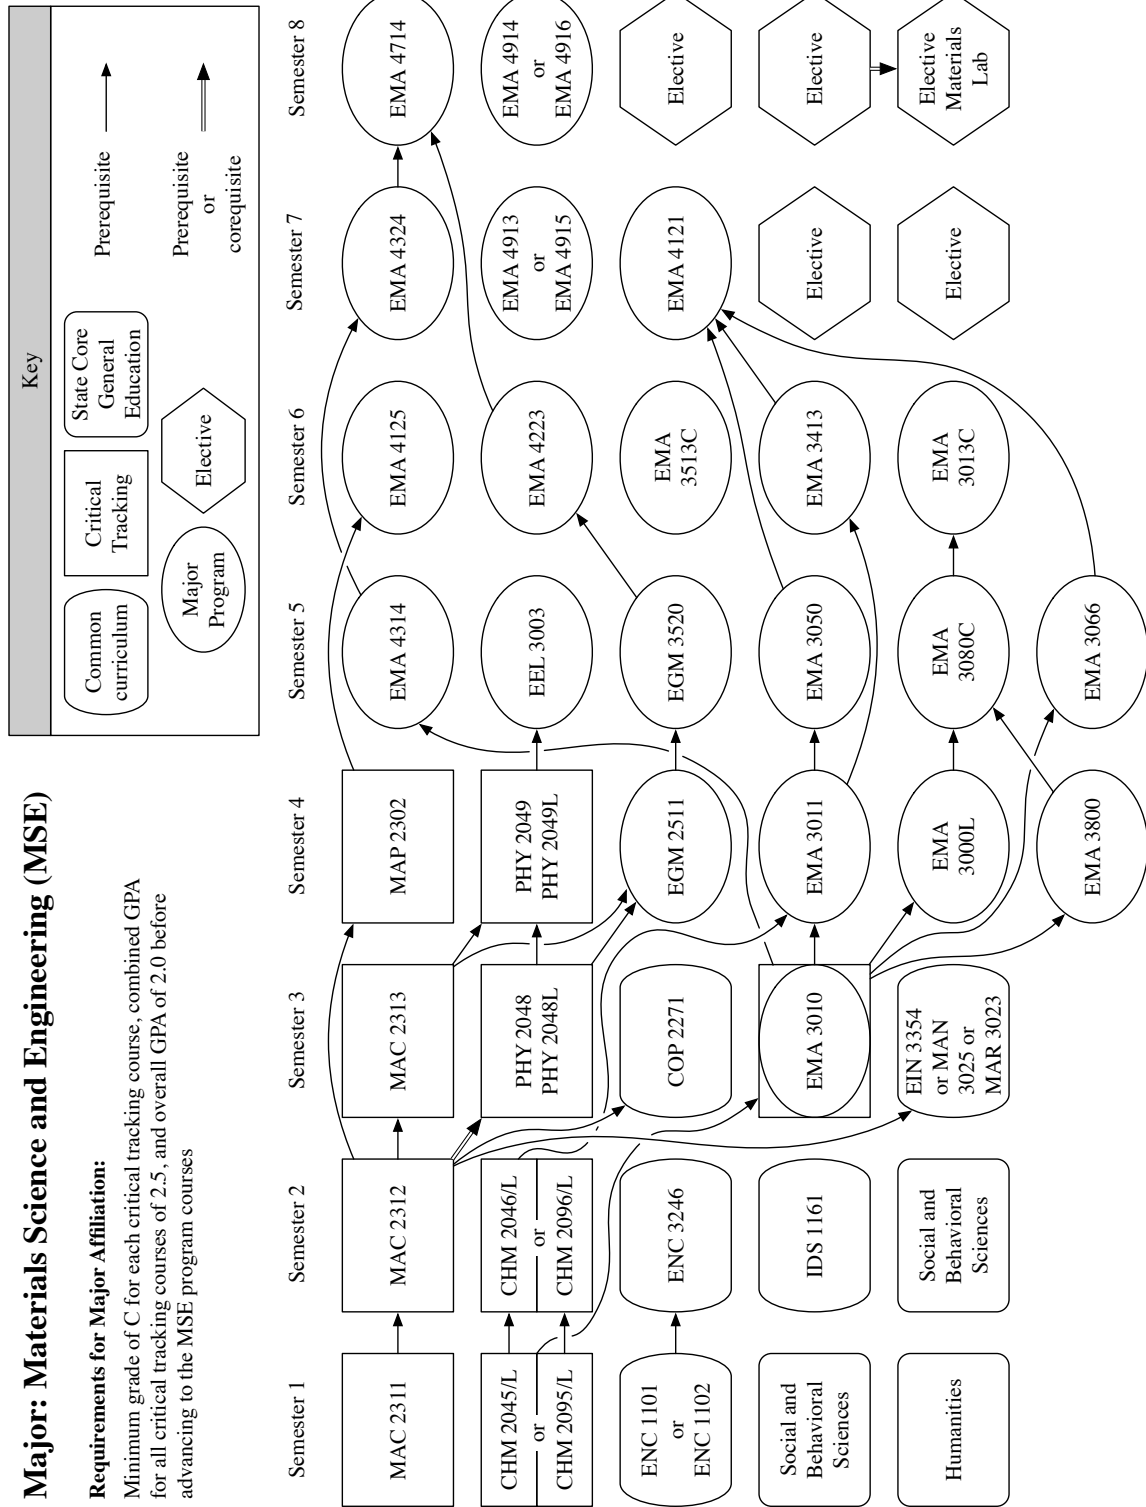 Major: Materials Science and Engineering (MSE)
Requirements for Major Affiliation:
Minimum grade of C for each critical tracking course, combined GPA
for all critical tracking courses of 2.5, and overall GPA of 2.0 before
advancing to the MSE program courses
Key
Common
curriculum
Critical
Tracking
State Core
General
Education
Prerequisite
Major
Program
Elective
Prerequisite
or
corequisite
Semester 1
Semester 2
Semester 3
Semester 4
Semester 5
Semester 6
Semester 7
Semester 8
MAC 2311
MAC 2312
MAC 2313
MAP 2302
EMA 4314
EMA 4125
EMA 4324
EMA 4714
CHM 2045/L
or
CHM 2095/L
CHM 2046/L
or
CHM 2096/L
PHY 2048
PHY 2048L
PHY 2049
PHY 2049L
EEL 3003
EMA 4223
EMA 4913
or
EMA 4915
EMA 4914
or
EMA 4916
ENC 1101
or
ENC 1102
ENC 3246
COP 2271
EGM 2511
EGM 3520
EMA
3513C
EMA 4121
Elective
Social and
Behavioral
Sciences
IDS 1161
EMA 3010
EMA 3011
EMA 3050
EMA 3413
Elective
Elective
Humanities
Social and
Behavioral
Sciences
EIN 3354
or MAN
3025 or
MAR 3023
EMA
3000L
EMA
3080C
EMA
3013C
Elective
Elective
Materials
Lab
EMA 3800
EMA 3066